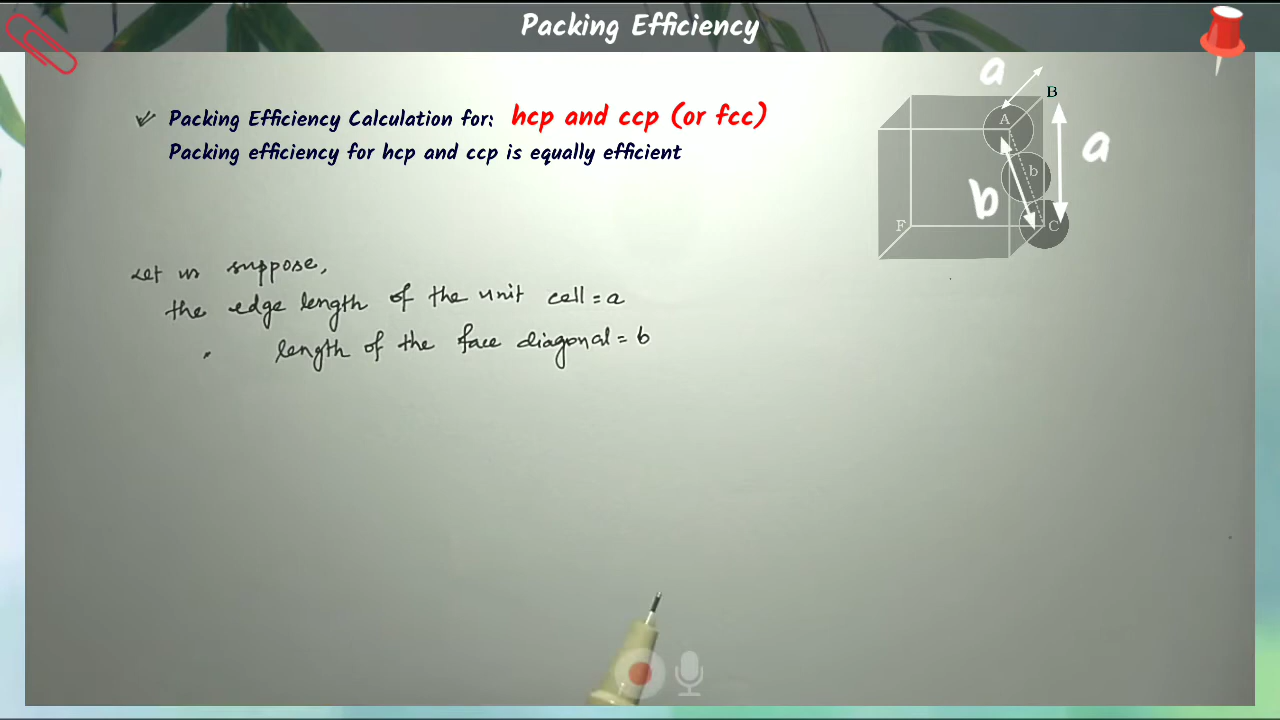 Packing Efficiency
Packing Efficiency Calculation for: hcp and ccp (or fcc)
Packing efficiency for hcp and ccp is equally efficient
a
B
A
a
b
b
F
C
Let us suppose,
the edge length of the unit cell = a
" length of the face diagonal = b